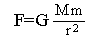 F=G Mm
r²